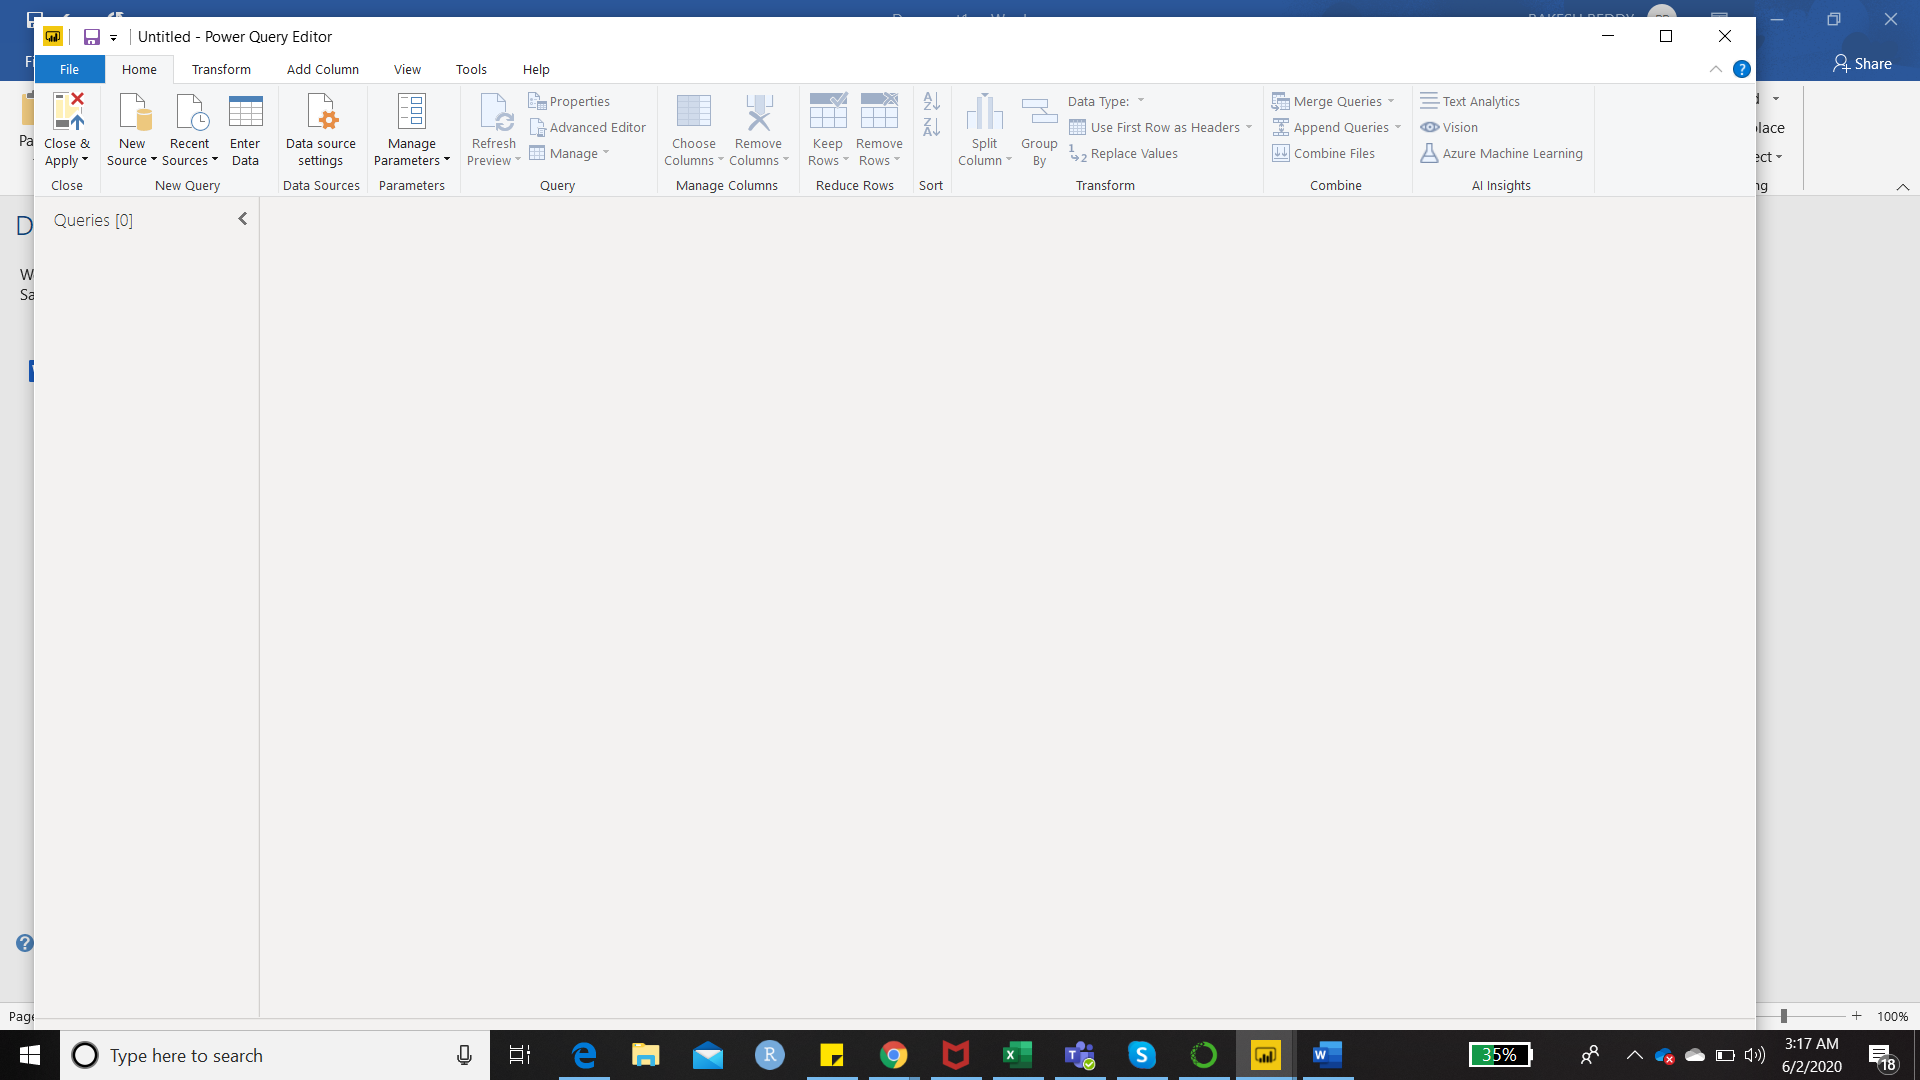 Untitled - Power Query Editor
File Home Transform Add Column View Tools Help
Share
Close & Apply
New Source
Recent Sources
Enter Data
Data source settings
Manage Parameters
Refresh Preview
Properties
Advanced Editor
Manage
Choose Columns
Remove Columns
Keep Rows
Remove Rows
Split Column
Group By
Data Type:
Use First Row as Headers
Replace Values
Merge Queries
Append Queries
Combine Files
Text Analytics
Vision
Azure Machine Learning
Close
New Query
Data Sources
Parameters
Query
Manage Columns
Reduce Rows
Sort
Transform
Combine
AI Insights
Queries [0]
100%
Type here to search
35%
3:17 AM
6/2/2020
18